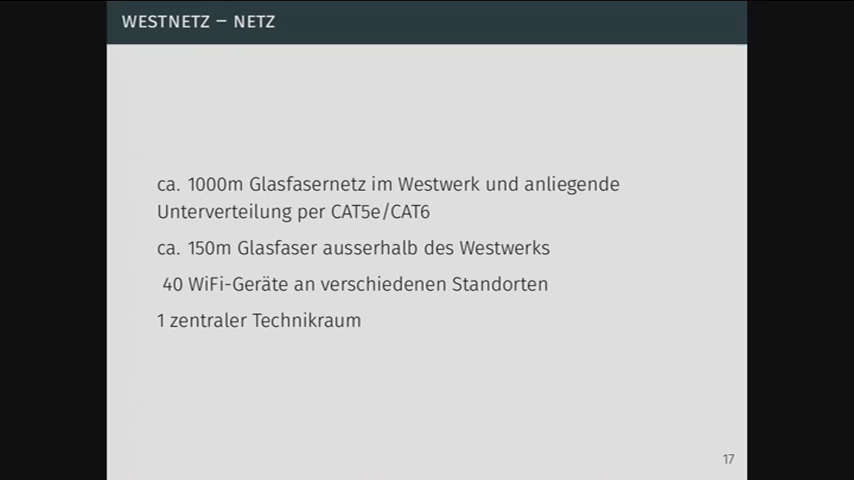 WESTNETZ – NETZ
ca. 1000m Glasfasernetz im Westwerk und anliegende
Unterverteilung per CAT5e/CAT6
ca. 150m Glasfaser ausserhalb des Westwerks
40 WiFi-Geräte an verschiedenen Standorten
1 zentraler Technikraum
17